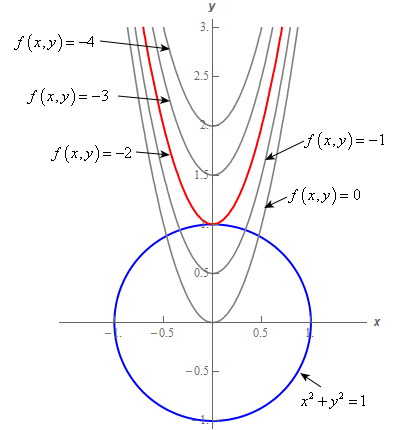 y
3.
f(x,y)=−4
2.5
f(x,y)=−3
2.
f(x,y)=−2
f(x,y)=−1
1.5
f(x,y)=0
1.
0.5
x
−1.
−0.5
0.5
1.
−0.5
x²+y²=1
−1.